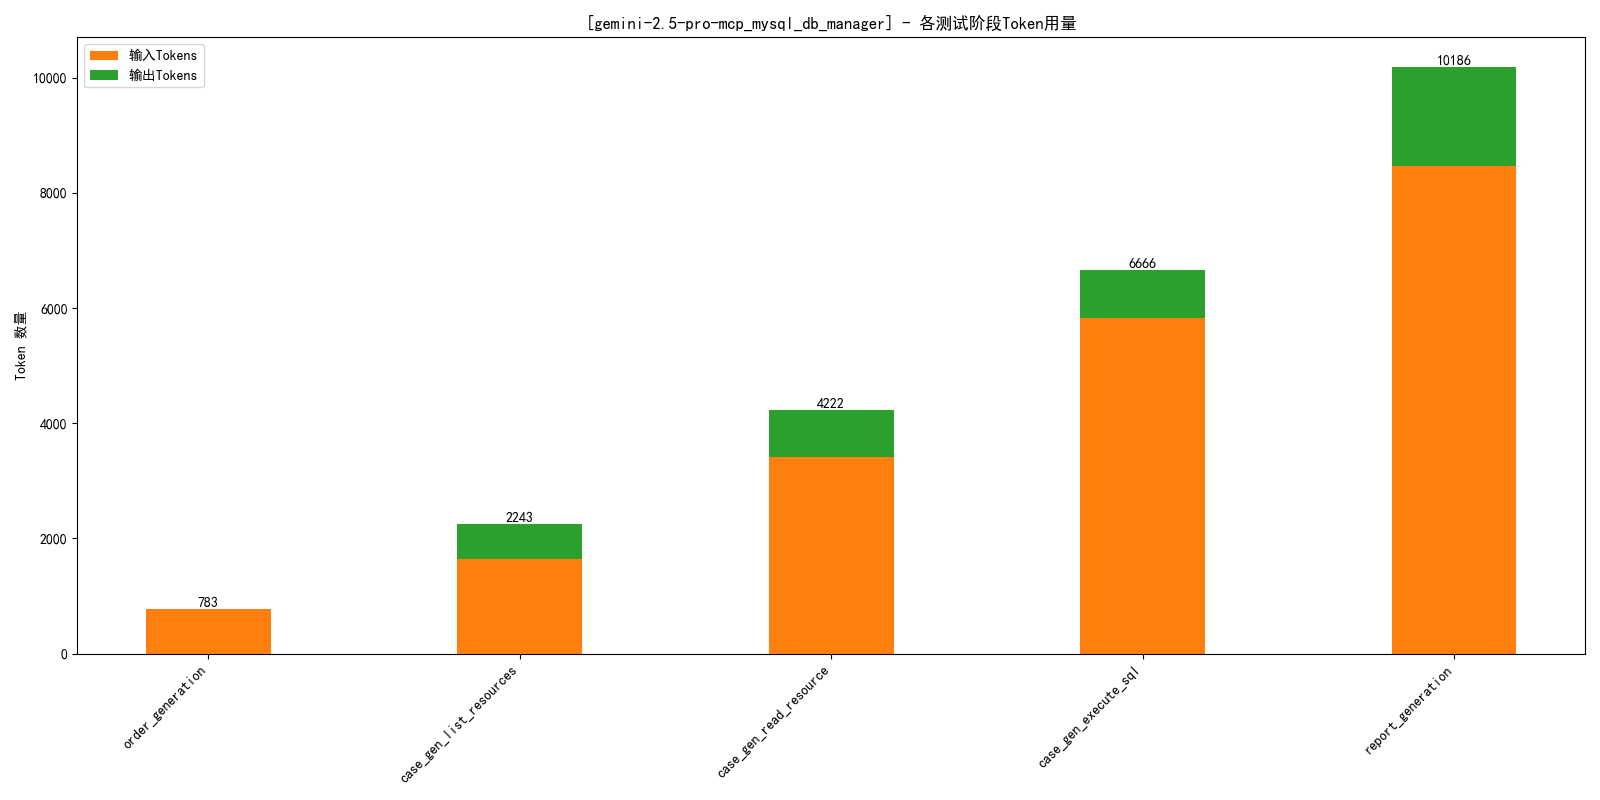 [gemini-2.5-pro-mcp_mysql_db_manager] - 各测试阶段Token用量
输入Tokens
输出Tokens
Token 数量
10000
8000
6000
4000
2000
0
783
2243
4222
6666
10186
order_generation
case_gen_list_resources
case_gen_read_resource
case_gen_execute_sql
report_generation